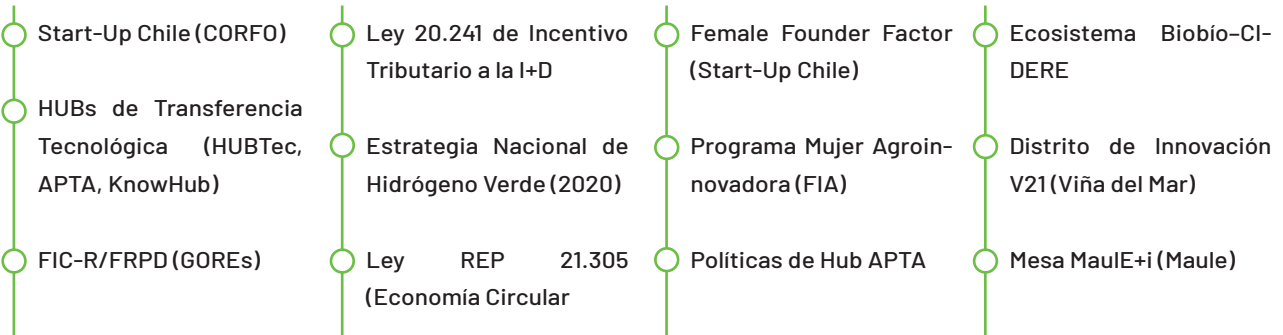 Start-Up Chile (CORFO)
HUBs de Transferencia
Tecnológica (HUBTec,
APTA, KnowHub)
FIC-R/FRPD (GOREs)
Ley 20.241 de Incentivo
Tributario a la I+D
Estrategia Nacional de
Hidrógeno Verde (2020)
Ley REP 21.305
(Economía Circular
Female Founder Factor
(Start-Up Chile)
Programa Mujer Agroin-
novadora (FIA)
Políticas de Hub APTA
Ecosistema Biobío–CI-
DERE
Distrito de Innovación
V21 (Viña del Mar)
Mesa MaulE+i (Maule)